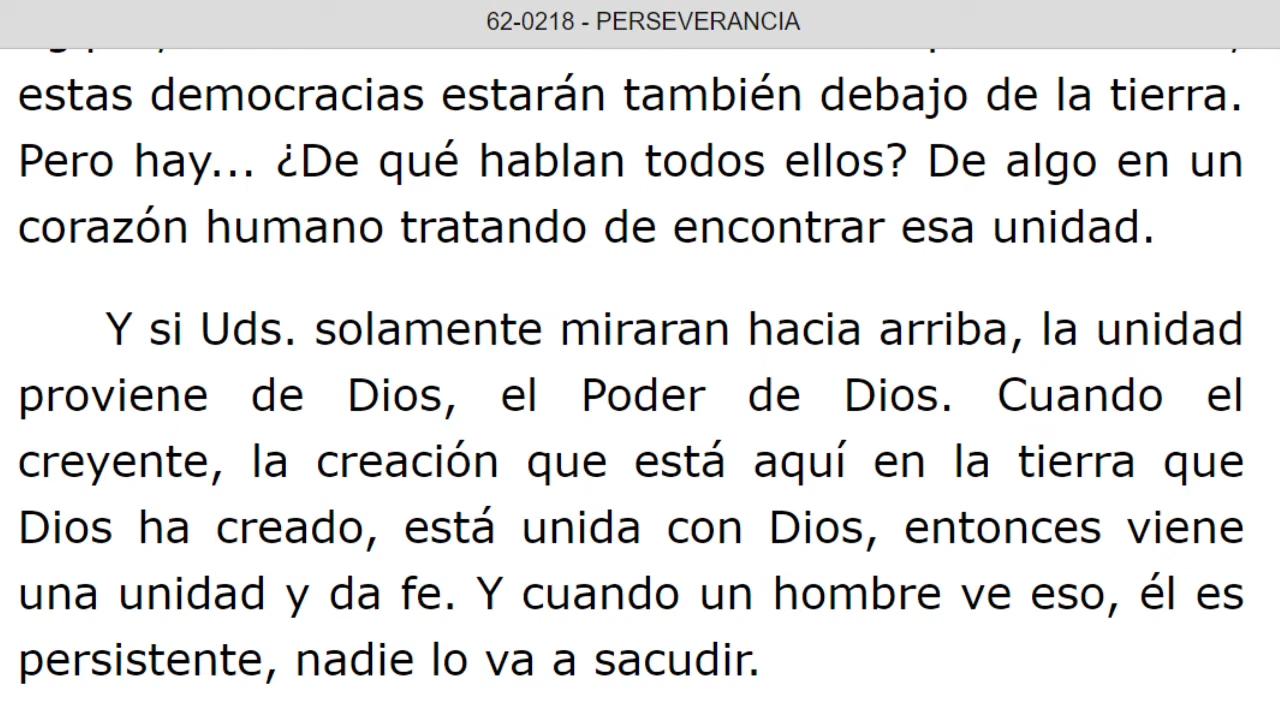 62-0218 - PERSEVERANCIA
estas democracias estarán también debajo de la tierra.
Pero hay... ¿De qué hablan todos ellos? De algo en un
corazón humano tratando de encontrar esa unidad.
Y si Uds. solamente miraran hacia arriba, la unidad
proviene de Dios, el Poder de Dios. Cuando el
creyente, la creación que está aquí en la tierra que
Dios ha creado, está unida con Dios, entonces viene
una unidad y da fe. Y cuando un hombre ve eso, él es
persistente, nadie lo va a sacudir.